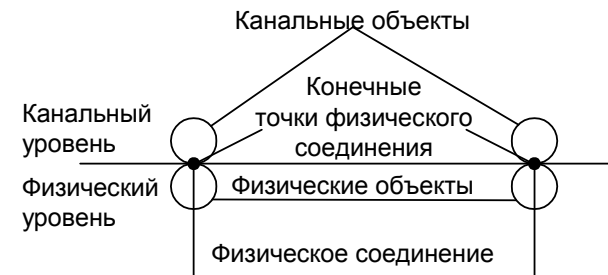 Канальные объекты
Конечные
точки физического
соединения
Канальный
уровень
Физический
уровень
Физические объекты
Физическое соединение